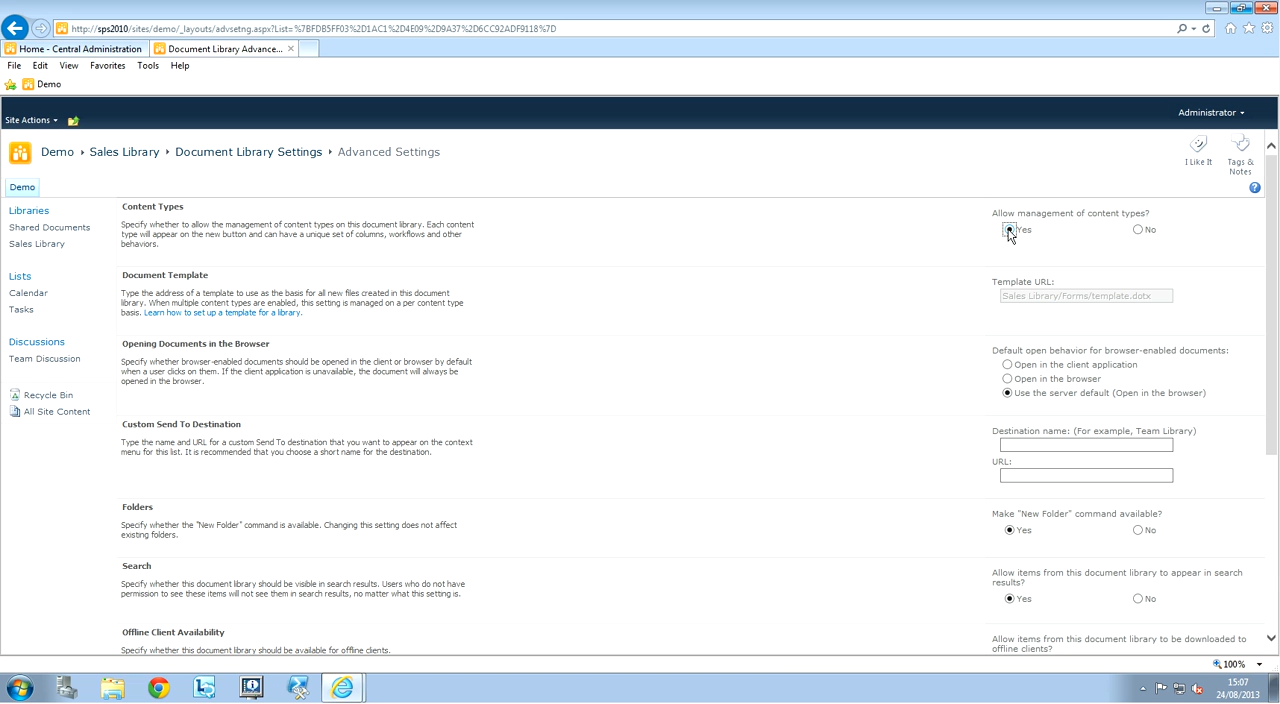 http://sps2010/sites/demo/_layouts/advsetng.aspx?List=%7BFDB5FF03%2D1AC1%2D4E09%2D9A37%2D6CC92ADF9118%7D
Home - Central Administration
Document Library Advance...
File Edit View Favorites Tools Help
Demo
Administrator
Site Actions
Demo Sales Library Document Library Settings Advanced Settings
I Like It
Tags &
Notes
Demo
Libraries
Shared Documents
Sales Library
Lists
Calendar
Tasks
Discussions
Team Discussion
Recycle Bin
All Site Content
Content Types
Specify whether to allow the management of content types on this document library. Each content
type will appear on the new button and can have a unique set of columns, workflows and other
behaviors.
Allow management of content types?
Yes No
Document Template
Type the address of a template to use as the basis for all new files created in this document
library. When multiple content types are enabled, this setting is managed on a per content type
basis. Learn how to set up a template for a library.
Template URL:
Sales Library/Forms/template.dotx
Opening Documents in the Browser
Specify whether browser-enabled documents should be opened in the client or browser by default
when a user clicks on them. If the client application is unavailable, the document will always be
opened in the browser.
Default open behavior for browser-enabled documents:
Open in the client application
Open in the browser
Use the server default (Open in the browser)
Custom Send To Destination
Type the name and URL for a custom Send To destination that you want to appear on the context
menu for this list. It is recommended that you choose a short name for the destination.
Destination name: (For example, Team Library)
URL:
Folders
Specify whether the "New Folder" command is available. Changing this setting does not affect
existing folders.
Make "New Folder" command available?
Yes No
Search
Specify whether this document library should be visible in search results. Users who do not have
permission to see these items will not see them in search results, no matter what this setting is.
Allow items from this document library to appear in search
results?
Yes No
Offline Client Availability
Specify whether this document library should be available for offline clients.
Allow items from this document library to be downloaded to
offline clients?
100%
15:07
24/08/2013